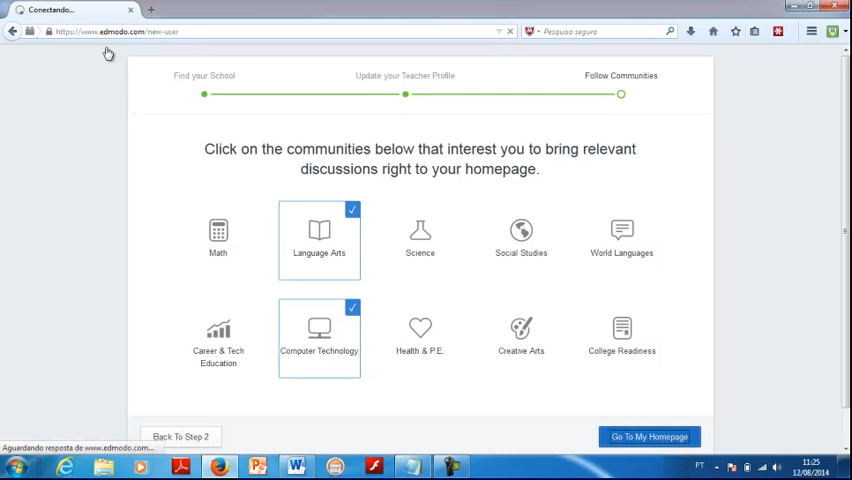 Conectando...
https://www.edmodo.com/new-user
Pesquisa segura
Find your School
Update your Teacher Profile
Follow Communities
Click on the communities below that interest you to bring relevant
discussions right to your homepage.
Math
Language Arts
Science
Social Studies
World Languages
Career & Tech
Education
Computer Technology
Health & P.E.
Creative Arts
College Readiness
Back To Step 2
Go To My Homepage
Aguardando resposta de www.edmodo.com...
PT
11:25
12/08/2014